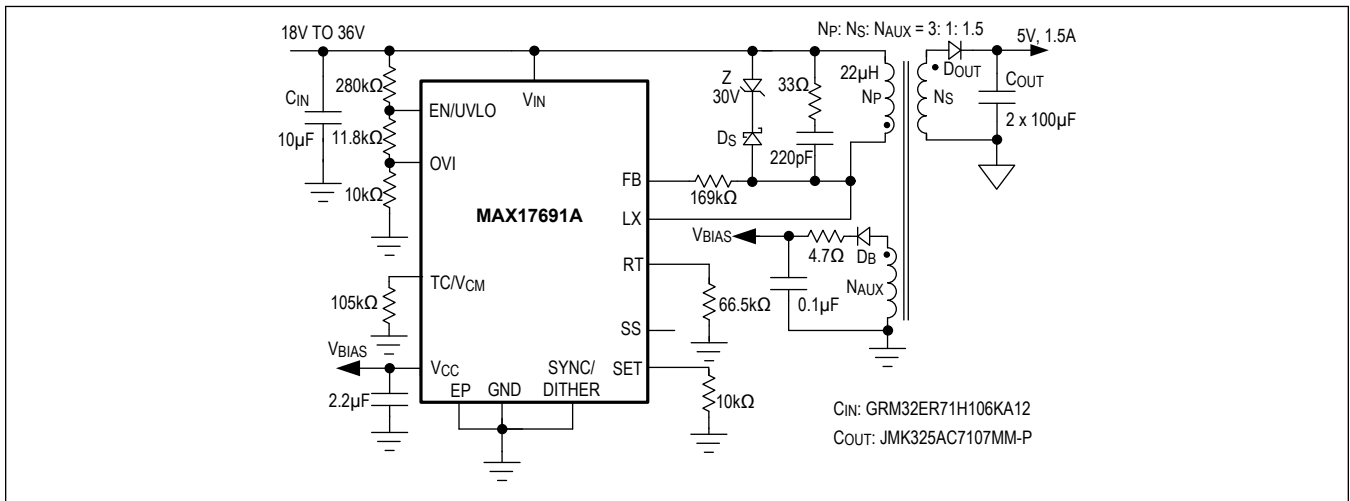 18V TO 36V
NP: NS: NAUX = 3: 1: 1.5
5V, 1.5A
CIN
10µF
280kΩ
11.8kΩ
10kΩ
EN/UVLO
OVI
VIN
MAX17691A
Z
30V
DS
33Ω
220pF
22µH
NP
NS
DOUT
COUT
2 x 100µF
FB
169kΩ
LX
VBIAS
4.7Ω
DB
NAUX
0.1µF
RT
66.5kΩ
SS
SET
10kΩ
TC/VCM
105kΩ
VBIAS
VCC
2.2µF
EP
GND
SYNC/
DITHER
CIN: GRM32ER71H106KA12
COUT: JMK325AC7107MM-P